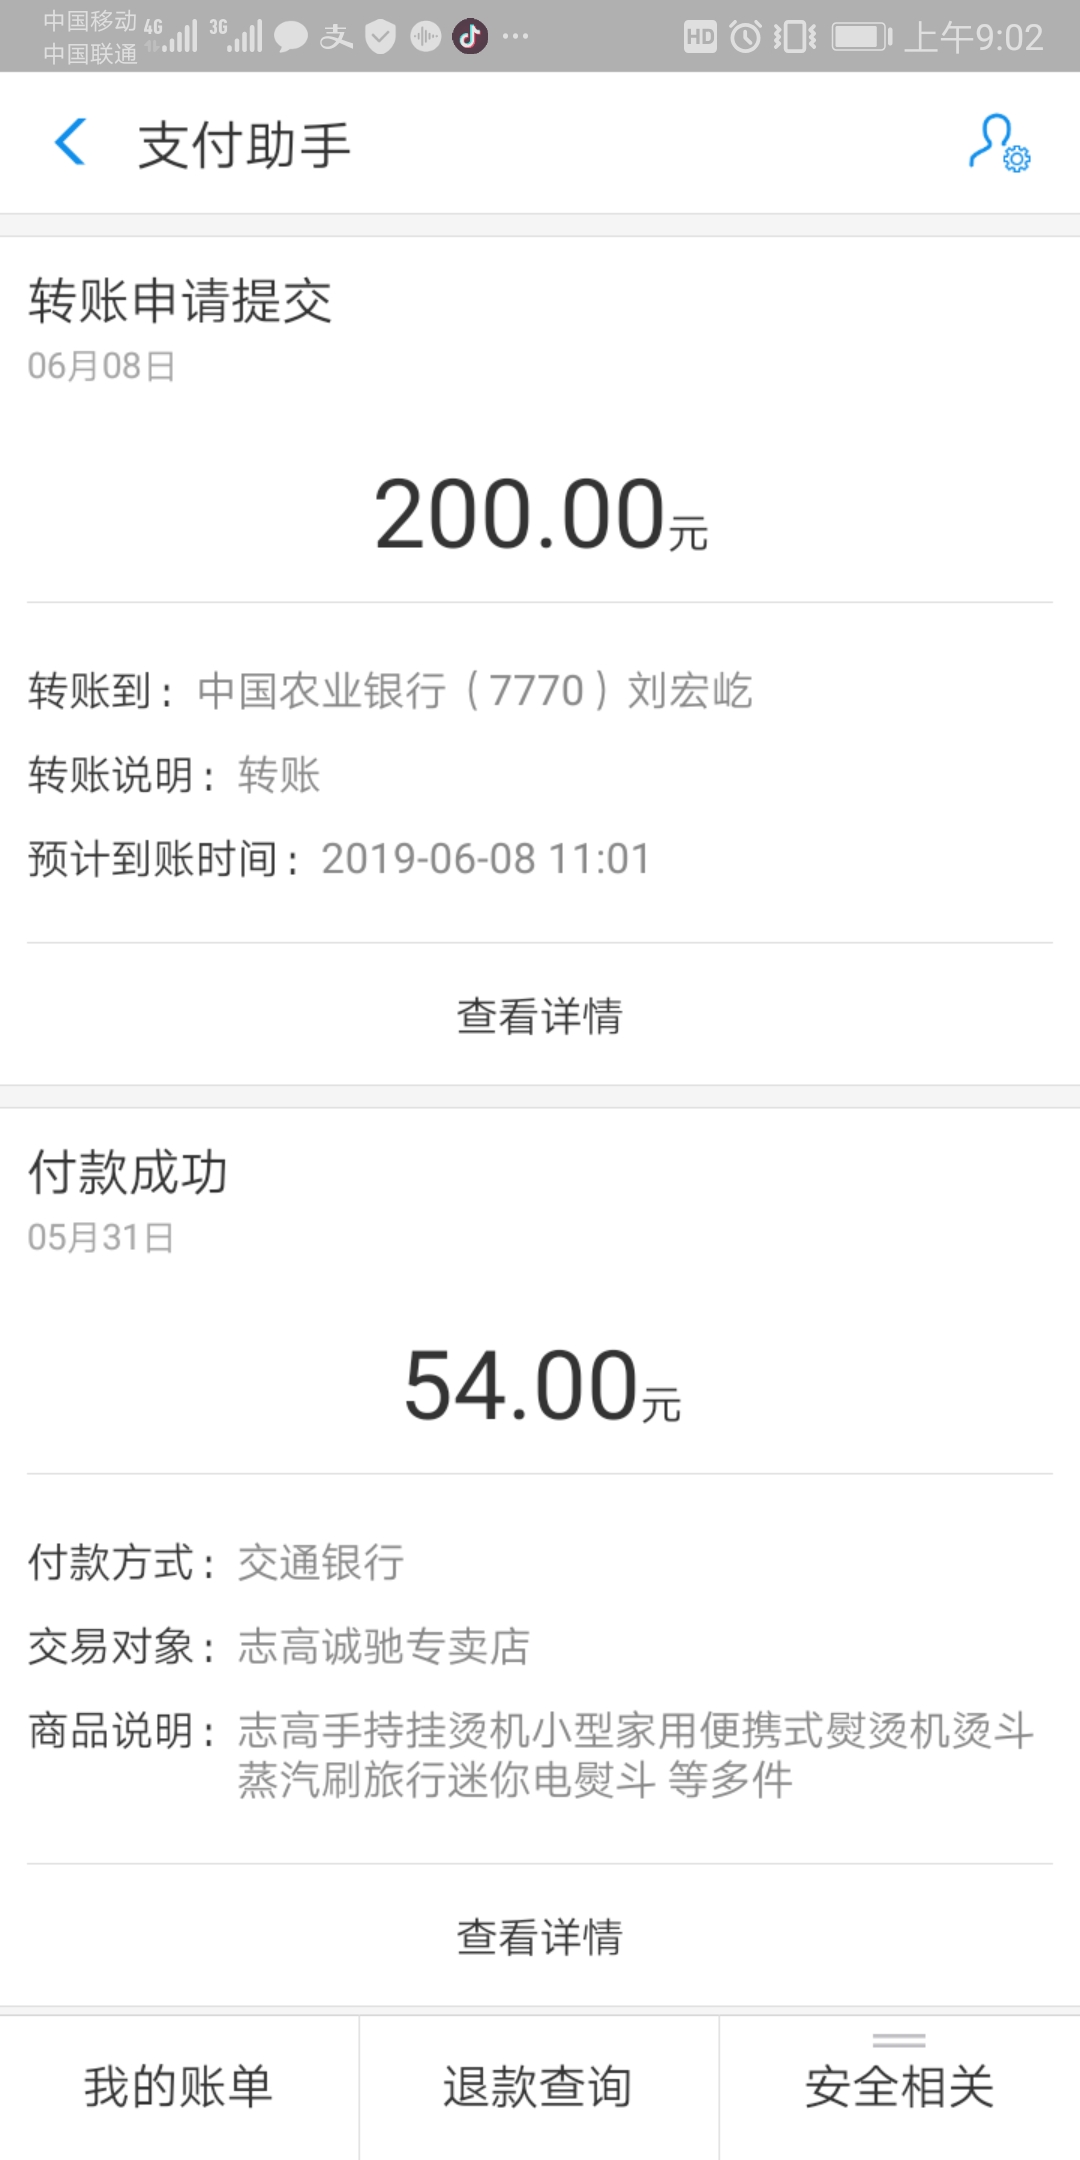 中国移动 4G 3G HD 上午9:02
中国联通
支付助手
转账申请提交
06月08日
200.00元
转账到： 中国农业银行（7770）刘宏屹
转账说明： 转账
预计到账时间： 2019-06-08 11:01
查看详情
付款成功
05月31日
54.00元
付款方式： 交通银行
交易对象： 志高诚驰专卖店
商品说明： 志高手持挂烫机小型家用便携式熨烫机烫斗
蒸汽刷旅行迷你电熨斗 等多件
查看详情
我的账单 退款查询 安全相关